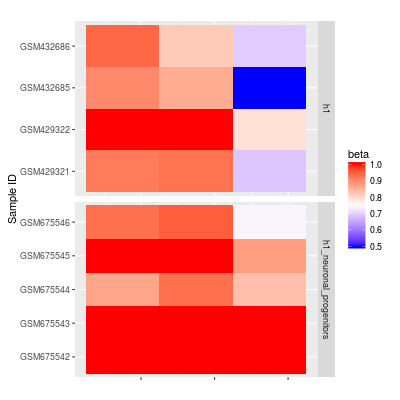 GSM432686
GSM432685
GSM429322
GSM429321
h1
GSM675546
GSM675545
GSM675544
GSM675543
GSM675542
h1_neuronal_progenitors
Sample ID
beta
1.0
0.9
0.8
0.7
0.6
0.5